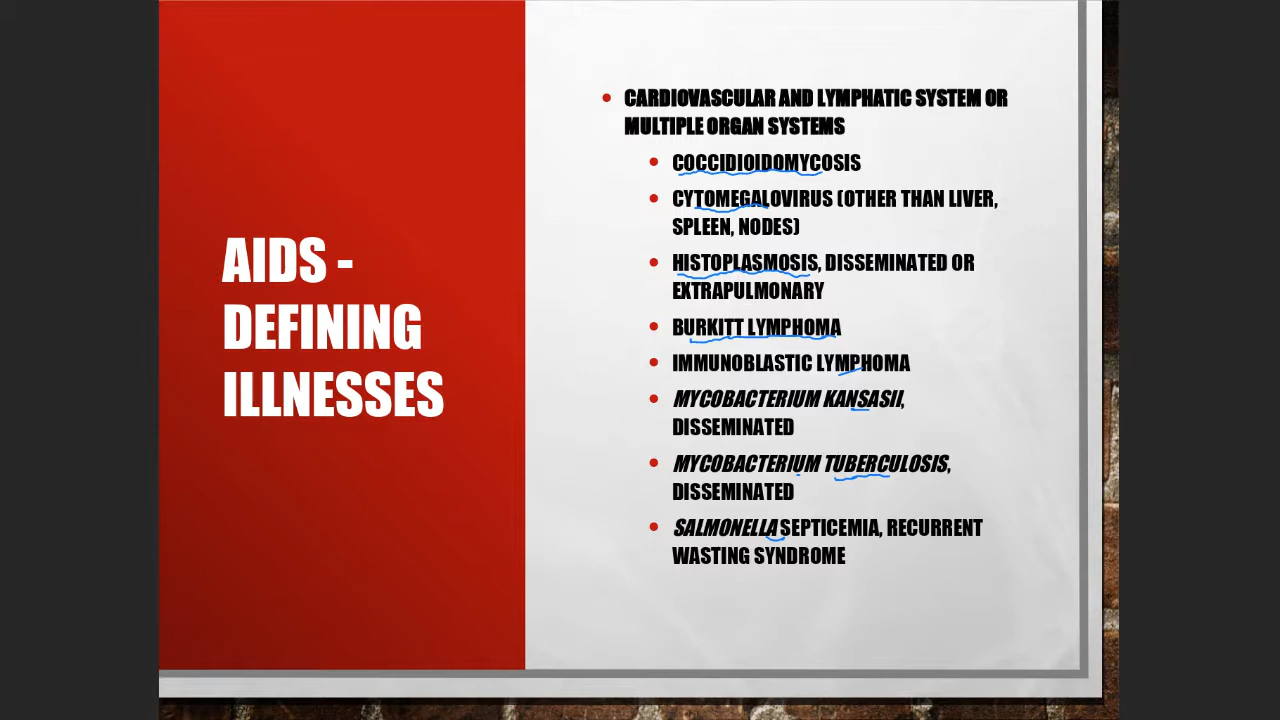 AIDS -
DEFINING
ILLNESSES
CARDIOVASCULAR AND LYMPHATIC SYSTEM OR
MULTIPLE ORGAN SYSTEMS
COCCIDIOIDOMYCOSIS
CYTOMEGALOVIRUS (OTHER THAN LIVER,
SPLEEN, NODES)
HISTOPLASMOSIS, DISSEMINATED OR
EXTRAPULMONARY
BURKITT LYMPHOMA
IMMUNOBLASTIC LYMPHOMA
MYCOBACTERIUM KANSASII,
DISSEMINATED
MYCOBACTERIUM TUBERCULOSIS,
DISSEMINATED
SALMONELLA SEPTICEMIA, RECURRENT
WASTING SYNDROME